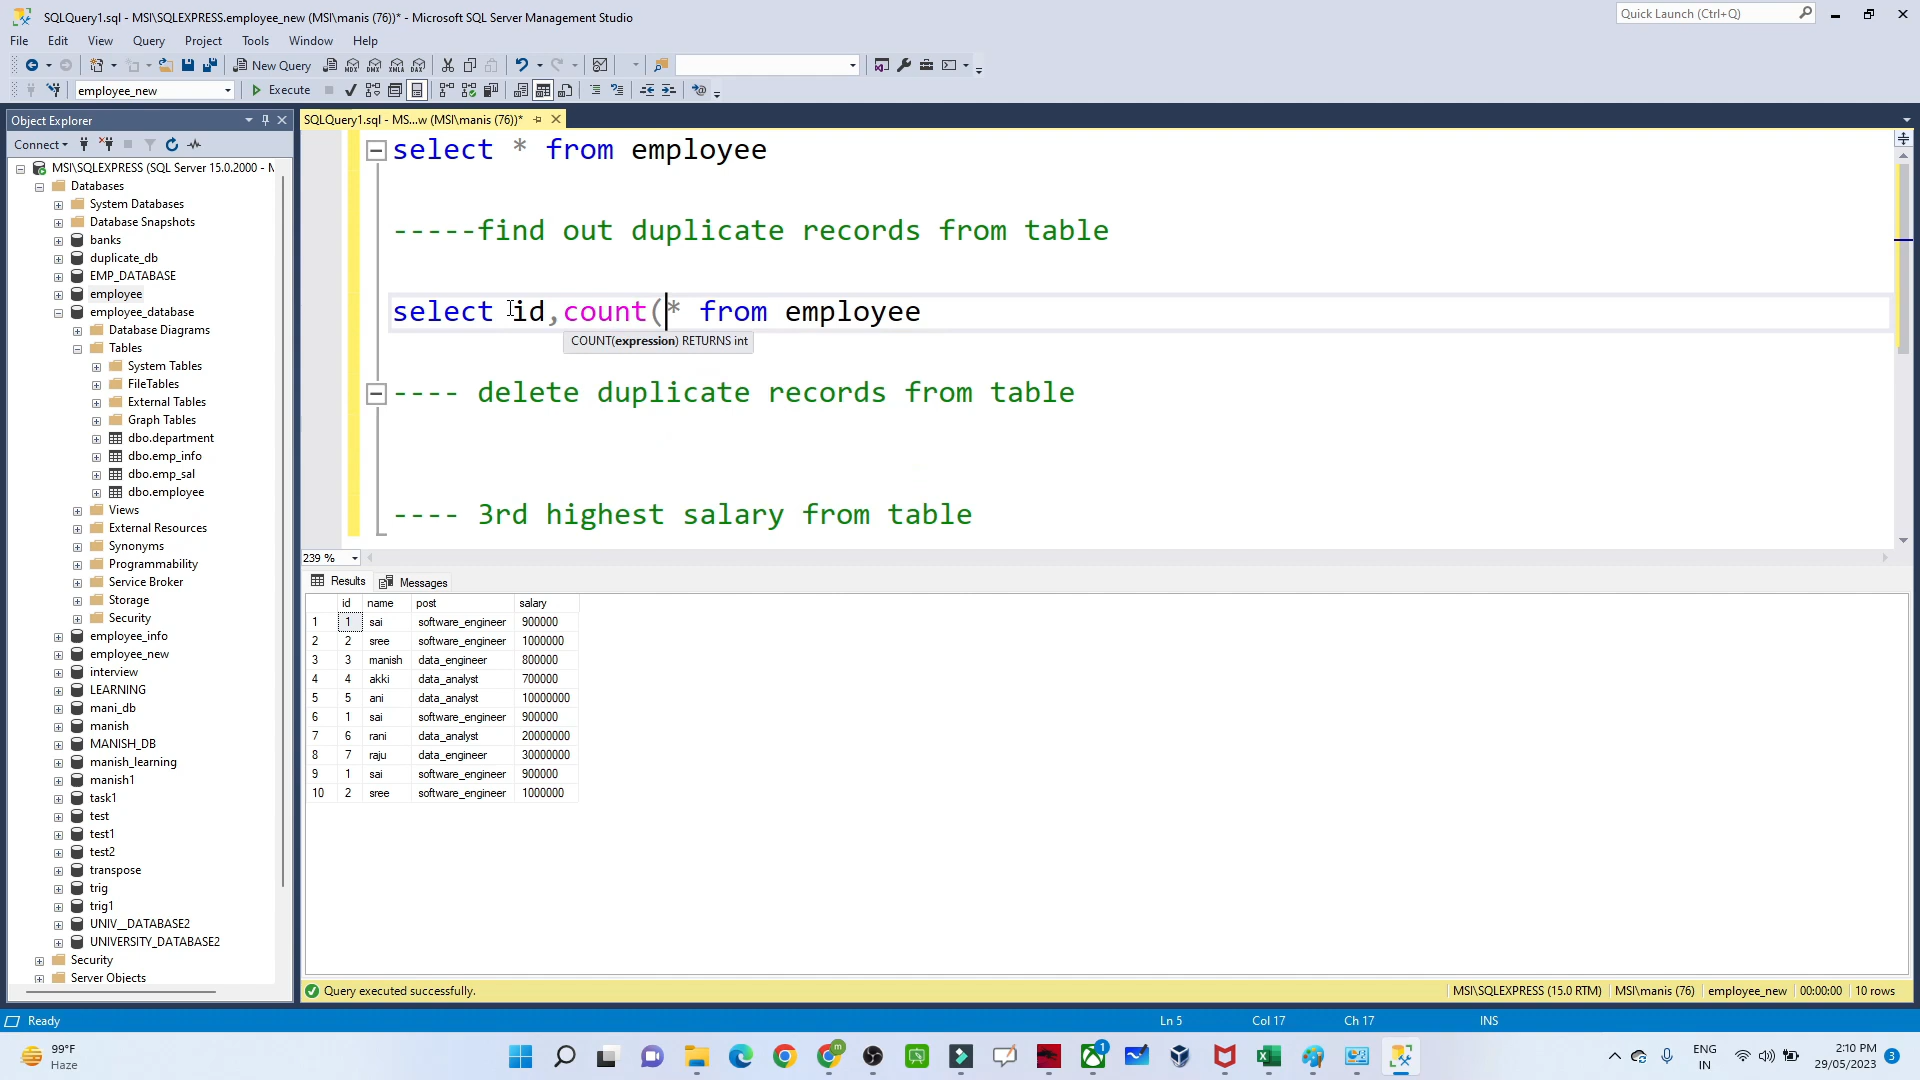 SQLQuery1.sql - MSI\SQLEXPRESS.employee_new (MSI\manis (76))* - Microsoft SQL Server Management Studio
Quick Launch (Ctrl+Q)
File Edit View Query Project Tools Window Help
New Query
MDX DMX XMLA DAX
employee_new
Execute
Object Explorer
SQLQuery1.sql - MS...w (MSI\manis (76))*
Connect
MSI\SQLEXPRESS (SQL Server 15.0.2000 - M
Databases
System Databases
Database Snapshots
banks
duplicate_db
EMP_DATABASE
employee
employee_database
Database Diagrams
Tables
System Tables
FileTables
External Tables
Graph Tables
dbo.department
dbo.emp_info
dbo.emp_sal
dbo.employee
Views
External Resources
Synonyms
Programmability
Service Broker
Storage
Security
employee_info
employee_new
interview
LEARNING
mani_db
manish
MANISH_DB
manish_learning
manish1
task1
test
test1
test2
transpose
trig
trig1
UNIV__DATABASE2
UNIVERSITY_DATABASE2
Security
Server Objects
select * from employee
-----find out duplicate records from table
select id,count(* from employee
COUNT(expression) RETURNS int
---- delete duplicate records from table
---- 3rd highest salary from table
239 %
Results Messages
id name post salary
1 1 sai software_engineer 900000
2 2 sree software_engineer 1000000
3 3 manish data_engineer 800000
4 4 akki data_analyst 700000
5 5 ani data_analyst 10000000
6 1 sai software_engineer 900000
7 6 rani data_analyst 20000000
8 7 raju data_engineer 30000000
9 1 sai software_engineer 900000
10 2 sree software_engineer 1000000
Query executed successfully.
MSI\SQLEXPRESS (15.0 RTM) MSI\manis (76) employee_new 00:00:00 10 rows
Ready
Ln 5 Col 17 Ch 17 INS
99°F
Haze
m
1
ENG
IN
2:10 PM
29/05/2023
3